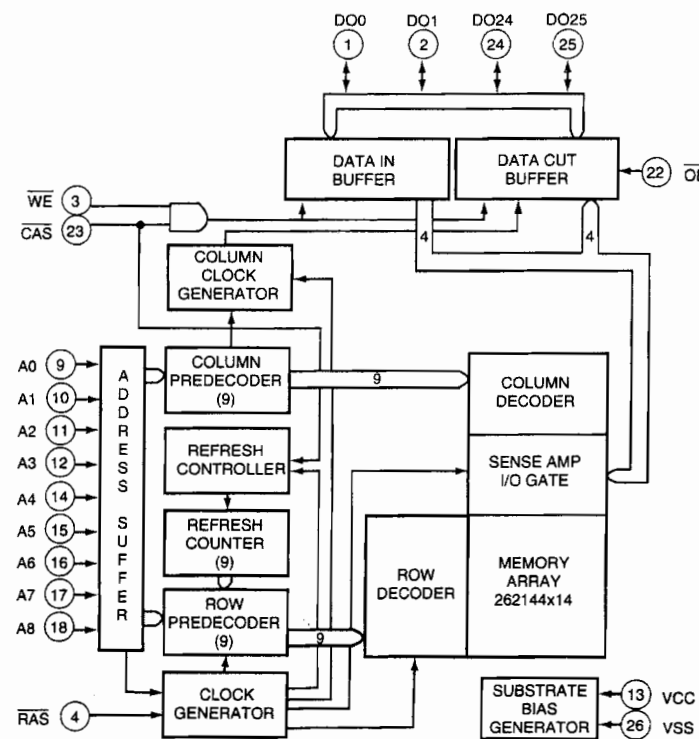 DO0 DO1 DO24 DO25
1 2 24 25
DATA IN
BUFFER
DATA CUT
BUFFER
22
WE 3
CAS 23
4 4
COLUMN
CLOCK
GENERATOR
A0 9
A1 10
A2 11
A3 12
A4 14
A5 15
A6 16
A7 17
A8 18
RAS 4
ADDRESS SUFFER
COLUMN
PREDECODER
(9)
9
REFRESH
CONTROLLER
REFRESH
COUNTER
(9)
ROW
PREDECODER
(9)
9
CLOCK
GENERATOR
COLUMN
DECODER
SENSE AMP
I/O GATE
ROW
DECODER
MEMORY
ARRAY
262144x14
SUBSTRATE
BIAS
GENERATOR
13 VCC
26 VSS